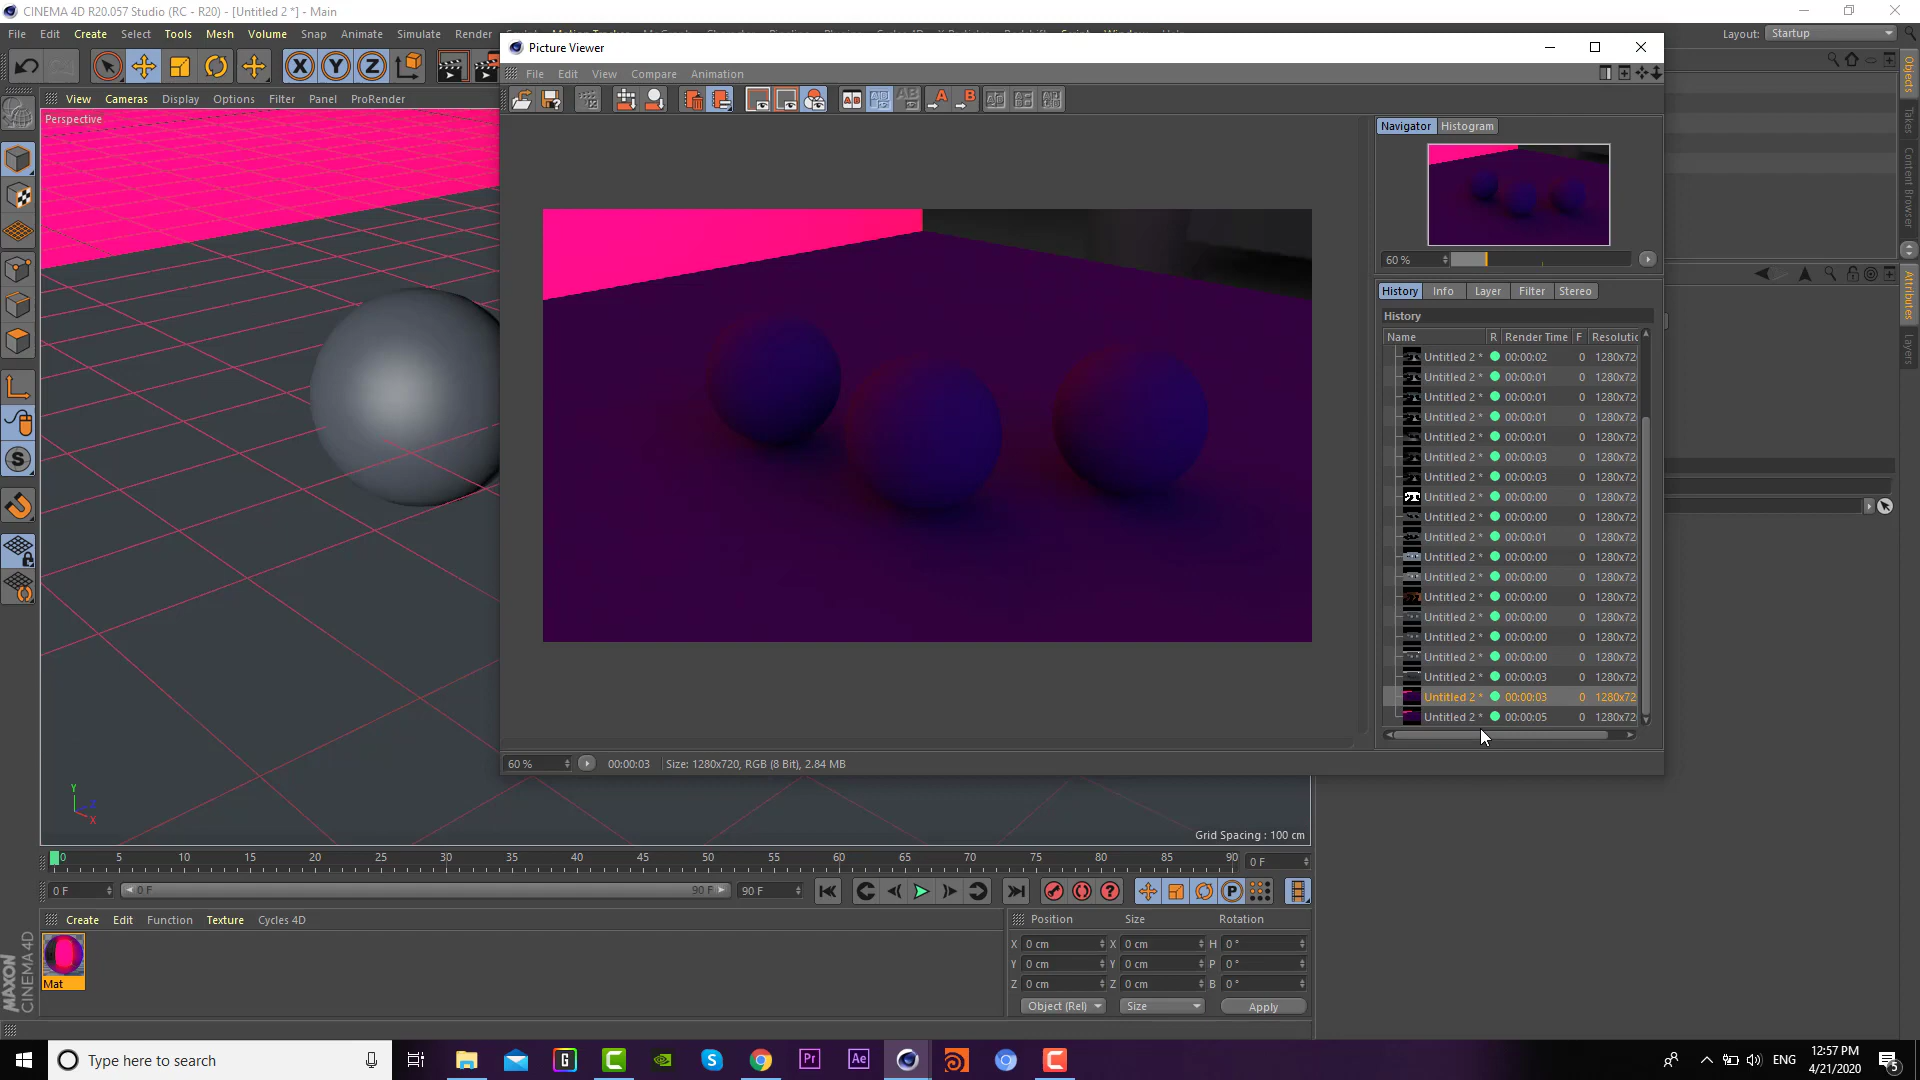 CINEMA 4D R20.057 Studio (RC - R20) - [Untitled 2 *] - Main
File Edit Create Select Tools Mesh Volume Snap Animate Simulate Render
Layout: Startup
Picture Viewer
File Edit View Compare Animation
View Cameras Display Options Filter Panel ProRender
Perspective
Navigator Histogram
60 %
History Info Layer Filter Stereo
History
Name R Render Time F Resolutic
Untitled 2 * 00:00:02 0 1280x72
Untitled 2 * 00:00:01 0 1280x72
Untitled 2 * 00:00:01 0 1280x72
Untitled 2 * 00:00:01 0 1280x72
Untitled 2 * 00:00:01 0 1280x72
Untitled 2 * 00:00:03 0 1280x72
Untitled 2 * 00:00:03 0 1280x72
Untitled 2 * 00:00:00 0 1280x72
Untitled 2 * 00:00:00 0 1280x72
Untitled 2 * 00:00:01 0 1280x72
Untitled 2 * 00:00:00 0 1280x72
Untitled 2 * 00:00:00 0 1280x72
Untitled 2 * 00:00:00 0 1280x72
Untitled 2 * 00:00:00 0 1280x72
Untitled 2 * 00:00:00 0 1280x72
Untitled 2 * 00:00:00 0 1280x72
Untitled 2 * 00:00:03 0 1280x72
Untitled 2 * 00:00:03 0 1280x72
Untitled 2 * 00:00:05 0 1280x72
60 % 00:00:03 Size: 1280x720, RGB (8 Bit), 2.84 MB
Objects
Takes
Content Browser
Attributes
Layers
Y
Z
X
Grid Spacing : 100 cm
0 5 10 15 20 25 30 35 40 45 50 55 60 65 70 75 80 85 90 0 F
0 F 0 F 90 F 90 F
Create Edit Function Texture Cycles 4D
Mat
Position Size Rotation
X 0 cm X 0 cm H 0 °
Y 0 cm Y 0 cm P 0 °
Z 0 cm Z 0 cm B 0 °
Object (Rel) Size Apply
MAXON
CINEMA 4D
Type here to search
ENG
12:57 PM
4/21/2020
5